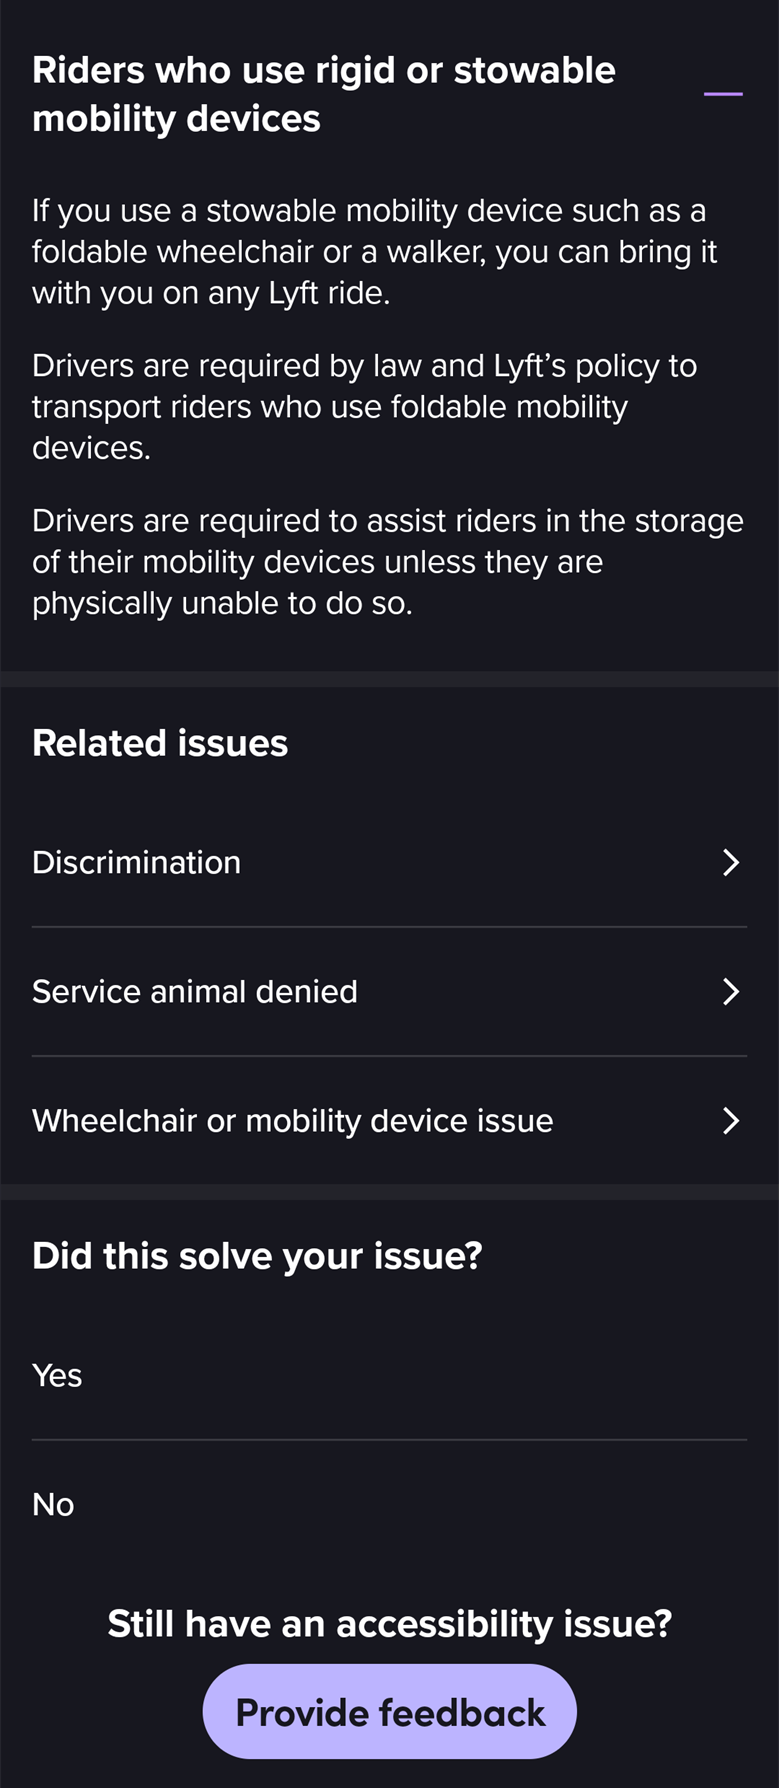 Riders who use rigid or stowable
mobility devices
If you use a stowable mobility device such as a
foldable wheelchair or a walker, you can bring it
with you on any Lyft ride.
Drivers are required by law and Lyft’s policy to
transport riders who use foldable mobility
devices.
Drivers are required to assist riders in the storage
of their mobility devices unless they are
physically unable to do so.
Related issues
Discrimination
Service animal denied
Wheelchair or mobility device issue
Did this solve your issue?
Yes
No
Still have an accessibility issue?
Provide feedback